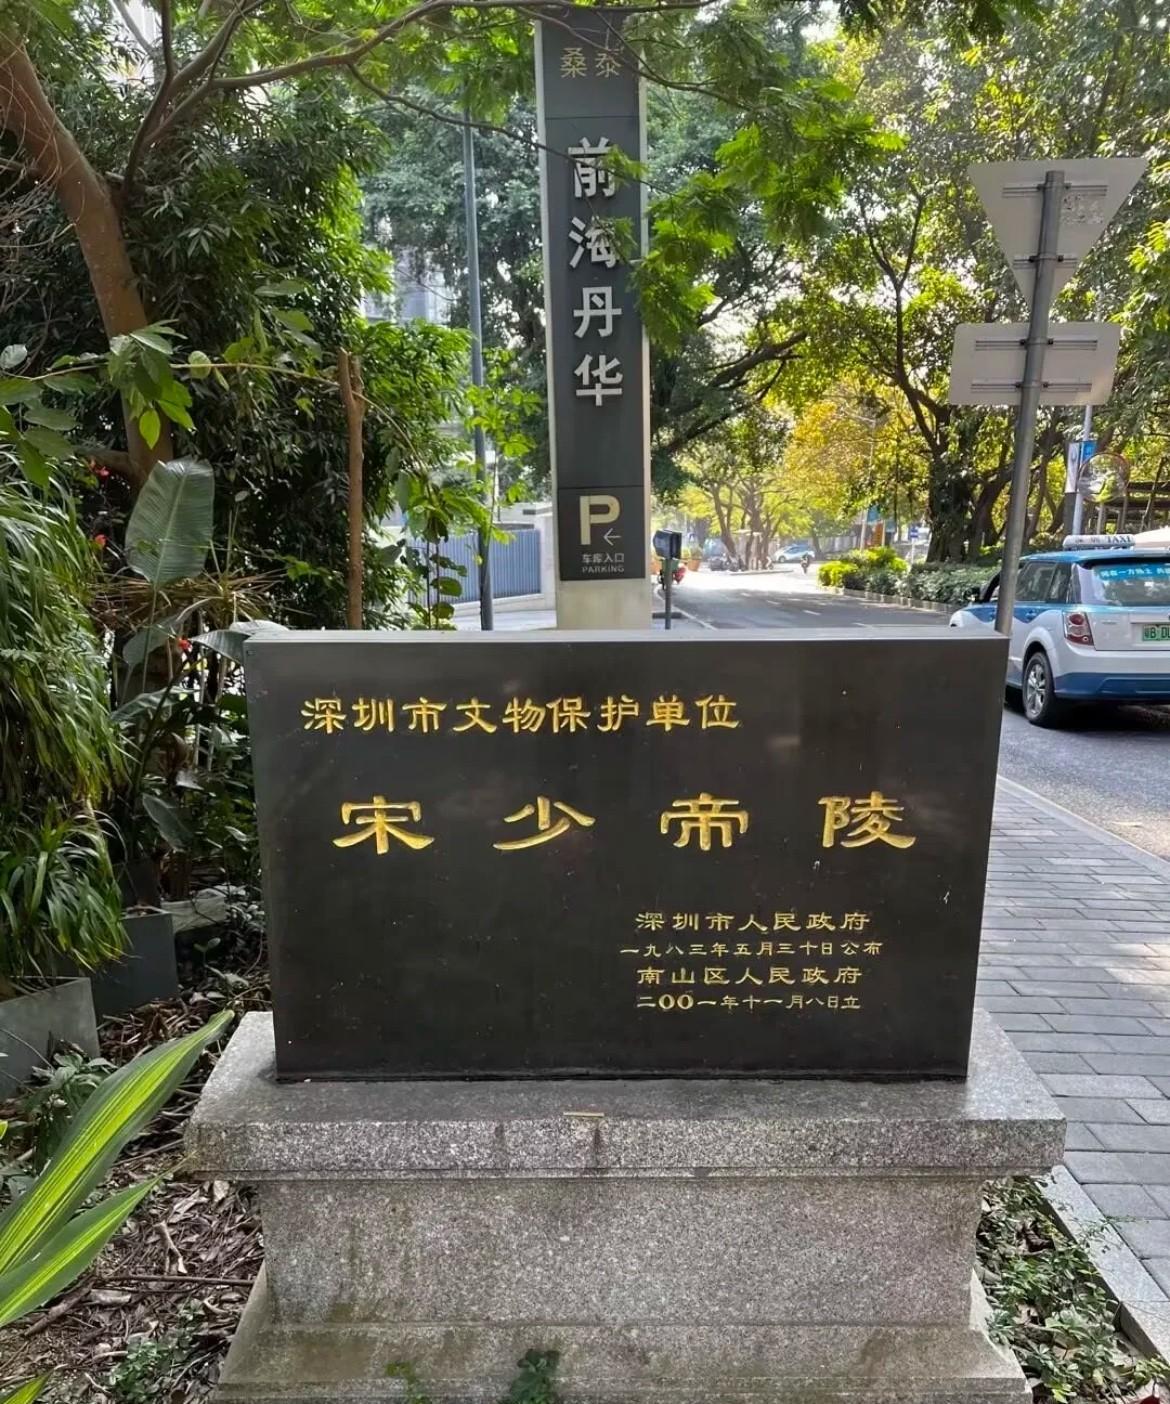 桑泰
前海丹华
P
车库入口
PARKING
TAXI
深圳市文物保护单位
宋少帝陵
深圳市人民政府
一九八三年五月三十日公布
南山区人民政府
二〇〇一年十一月八日立